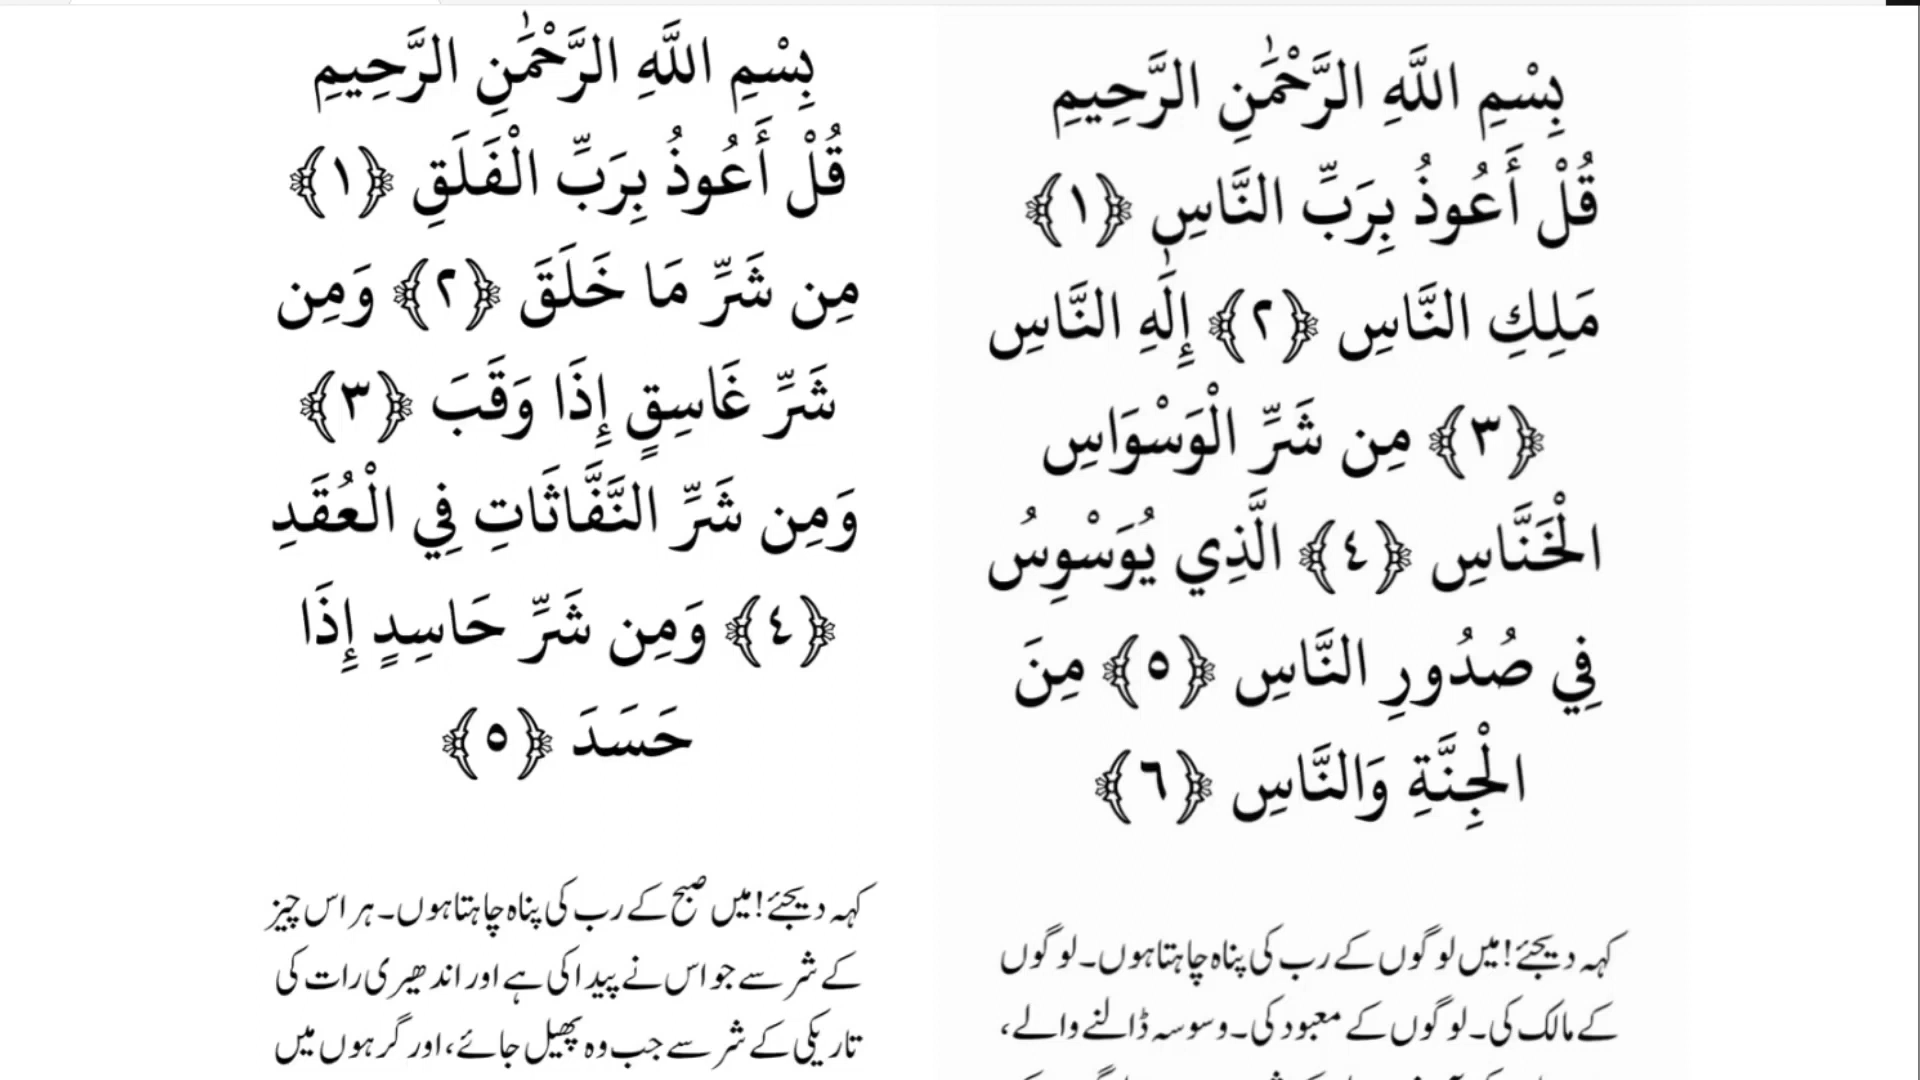 بِسْمِ اللَّهِ الرَّحْمَٰنِ الرَّحِيمِ
قُلْ أَعُوذُ بِرَبِّ الْفَلَقِ ﴿١﴾
مِن شَرِّ مَا خَلَقَ ﴿٢﴾ وَمِن
شَرِّ غَاسِقٍ إِذَا وَقَبَ ﴿٣﴾
وَمِن شَرِّ النَّفَّاثَاتِ فِي الْعُقَدِ
﴿٤﴾ وَمِن شَرِّ حَاسِدٍ إِذَا
حَسَدَ ﴿٥﴾
کہہ دیجئے! میں صبح کے رب کی پناہ چاہتا ہوں۔ ہر اس چیز
کے شر سے جو اس نے پیدا کی ہے اور اندھیری رات کی
تاریکی کے شر سے جب وہ پھیل جائے، اور گرہوں میں
بِسْمِ اللَّهِ الرَّحْمَٰنِ الرَّحِيمِ
قُلْ أَعُوذُ بِرَبِّ النَّاسِ ﴿١﴾
مَلِكِ النَّاسِ ﴿٢﴾ إِلَٰهِ النَّاسِ
﴿٣﴾ مِن شَرِّ الْوَسْوَاسِ
الْخَنَّاسِ ﴿٤﴾ الَّذِي يُوَسْوِسُ
فِي صُدُورِ النَّاسِ ﴿٥﴾ مِنَ
الْجِنَّةِ وَالنَّاسِ ﴿٦﴾
کہہ دیجئے! میں لوگوں کے رب کی پناہ چاہتا ہوں۔ لوگوں
کے مالک کی۔ لوگوں کے معبود کی۔ وسوسہ ڈالنے والے،